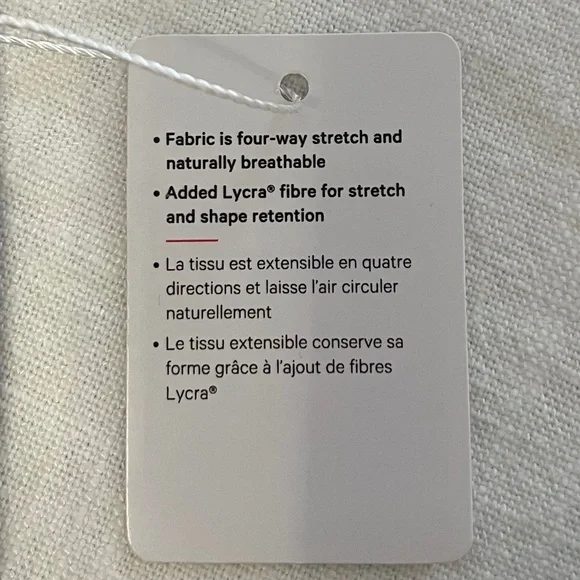 • Fabric is four-way stretch and
naturally breathable
• Added Lycra® fibre for stretch
and shape retention
• La tissu est extensible en quatre
directions et laisse l'air circuler
naturellement
• Le tissu extensible conserve sa
forme grâce à l'ajout de fibres
Lycra®